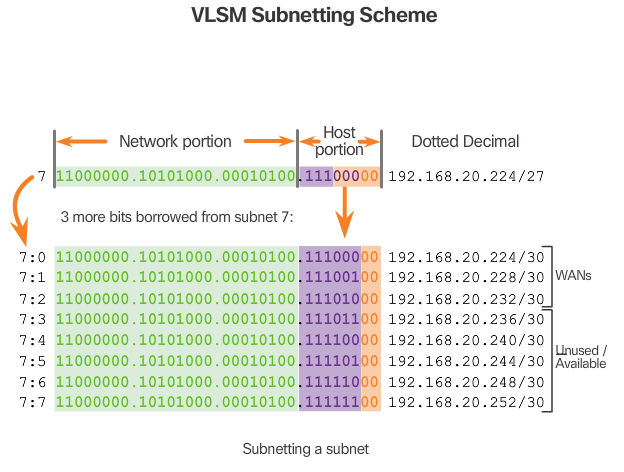 VLSM Subnetting Scheme
Network portion
Host portion
Dotted Decimal
7 11000000.10101000.00010100.11100000 192.168.20.224/27
3 more bits borrowed from subnet 7:
7:0 11000000.10101000.00010100.11100000 192.168.20.224/30
7:1 11000000.10101000.00010100.11100100 192.168.20.228/30
WANs
7:2 11000000.10101000.00010100.11101000 192.168.20.232/30
7:3 11000000.10101000.00010100.11101100 192.168.20.236/30
7:4 11000000.10101000.00010100.11110000 192.168.20.240/30
Unused /
Available
7:5 11000000.10101000.00010100.11110100 192.168.20.244/30
7:6 11000000.10101000.00010100.11111000 192.168.20.248/30
7:7 11000000.10101000.00010100.11111100 192.168.20.252/30
Subnetting a subnet